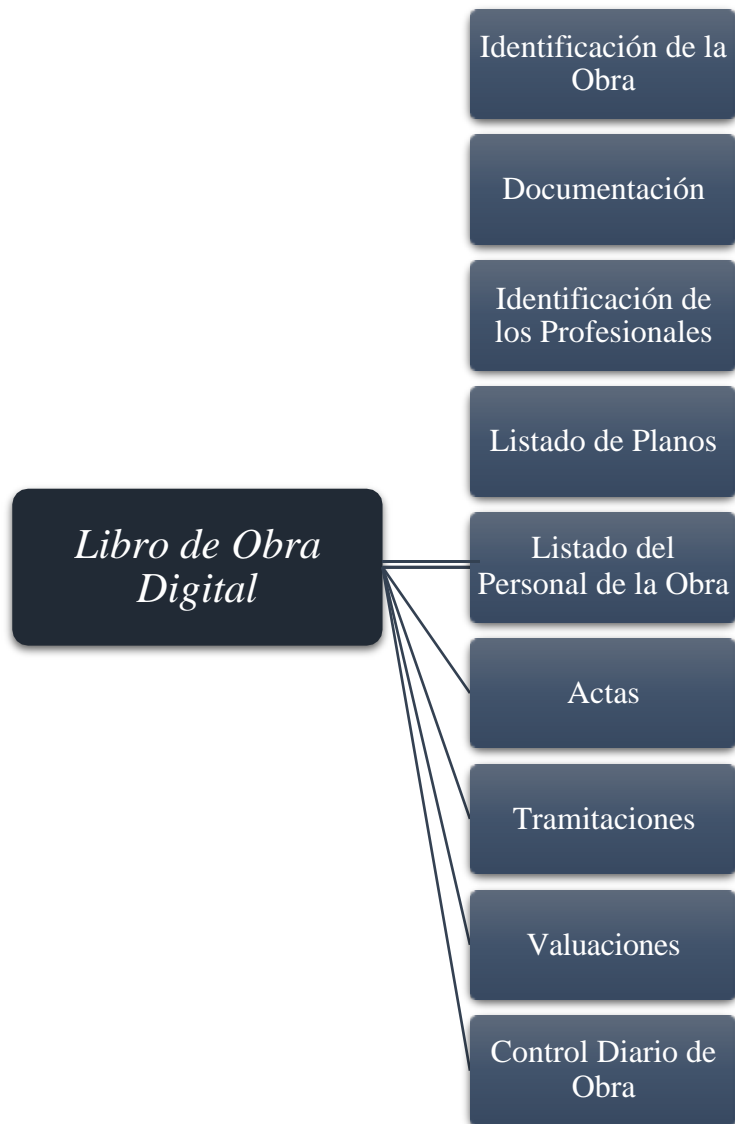 Identificación de la
Obra
Documentación
Identificación de
los Profesionales
Listado de Planos
Libro de Obra
Digital
Listado del
Personal de la Obra
Actas
Tramitaciones
Valuaciones
Control Diario de
Obra